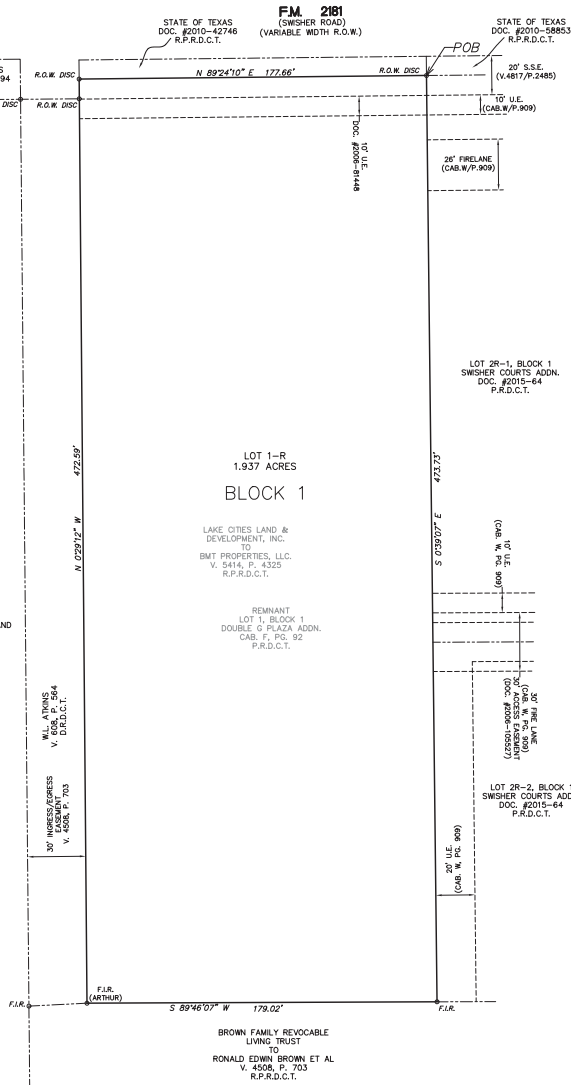 F.M. 2181
(SWISHER ROAD)
(VARIABLE WIDTH R.O.W.)
STATE OF TEXAS
DOC. #2010-42746
R.P.R.D.C.T.
STATE OF TEXAS
DOC. #2010-58853
R.P.R.D.C.T.
POB
94
R.O.W. DISC
N 89°24'10" E 177.66'
R.O.W. DISC
20' S.S.E.
(V.4817/P.2485)
DISC
R.O.W. DISC
10' U.E.
(CAB.W/P.909)
10' U.E.
DOC. #2006-81448
26' FIRELANE
(CAB.W/P.909)
LOT 2R-1, BLOCK 1
SWISHER COURTS ADDN.
DOC. #2015-64
P.R.D.C.T.
N 0°29'12" W 472.59'
S 0°39'07" E 473.73'
LOT 1-R
1.937 ACRES
BLOCK 1
LAKE CITIES LAND &
DEVELOPMENT, INC.
TO
BMT PROPERTIES, LLC.
V. 5414, P. 4325
R.P.R.D.C.T.
REMNANT
LOT 1, BLOCK 1
DOUBLE G PLAZA ADDN.
CAB. F, PG. 92
P.R.D.C.T.
10' U.E.
(CAB. W, PG. 909)
AND
W.L. ATKINS
V. 608, P. 564
D.R.D.C.T.
30' FIRE LANE
(CAB. W, PG. 909)
30' ACCESS EASEMENT
(DOC. #2006-105527)
LOT 2R-2, BLOCK 1
SWISHER COURTS ADD
DOC. #2015-64
P.R.D.C.T.
30' INGRESS/EGRESS
EASEMENT
V. 4508, P. 703
20' U.E.
(CAB. W, PG. 909)
F.I.R.
F.I.R.
(ARTHUR)
S 89°46'07" W 179.02'
F.I.R.
BROWN FAMILY REVOCABLE
LIVING TRUST
TO
RONALD EDWIN BROWN ET AL
V. 4508, P. 703
R.P.R.D.C.T.